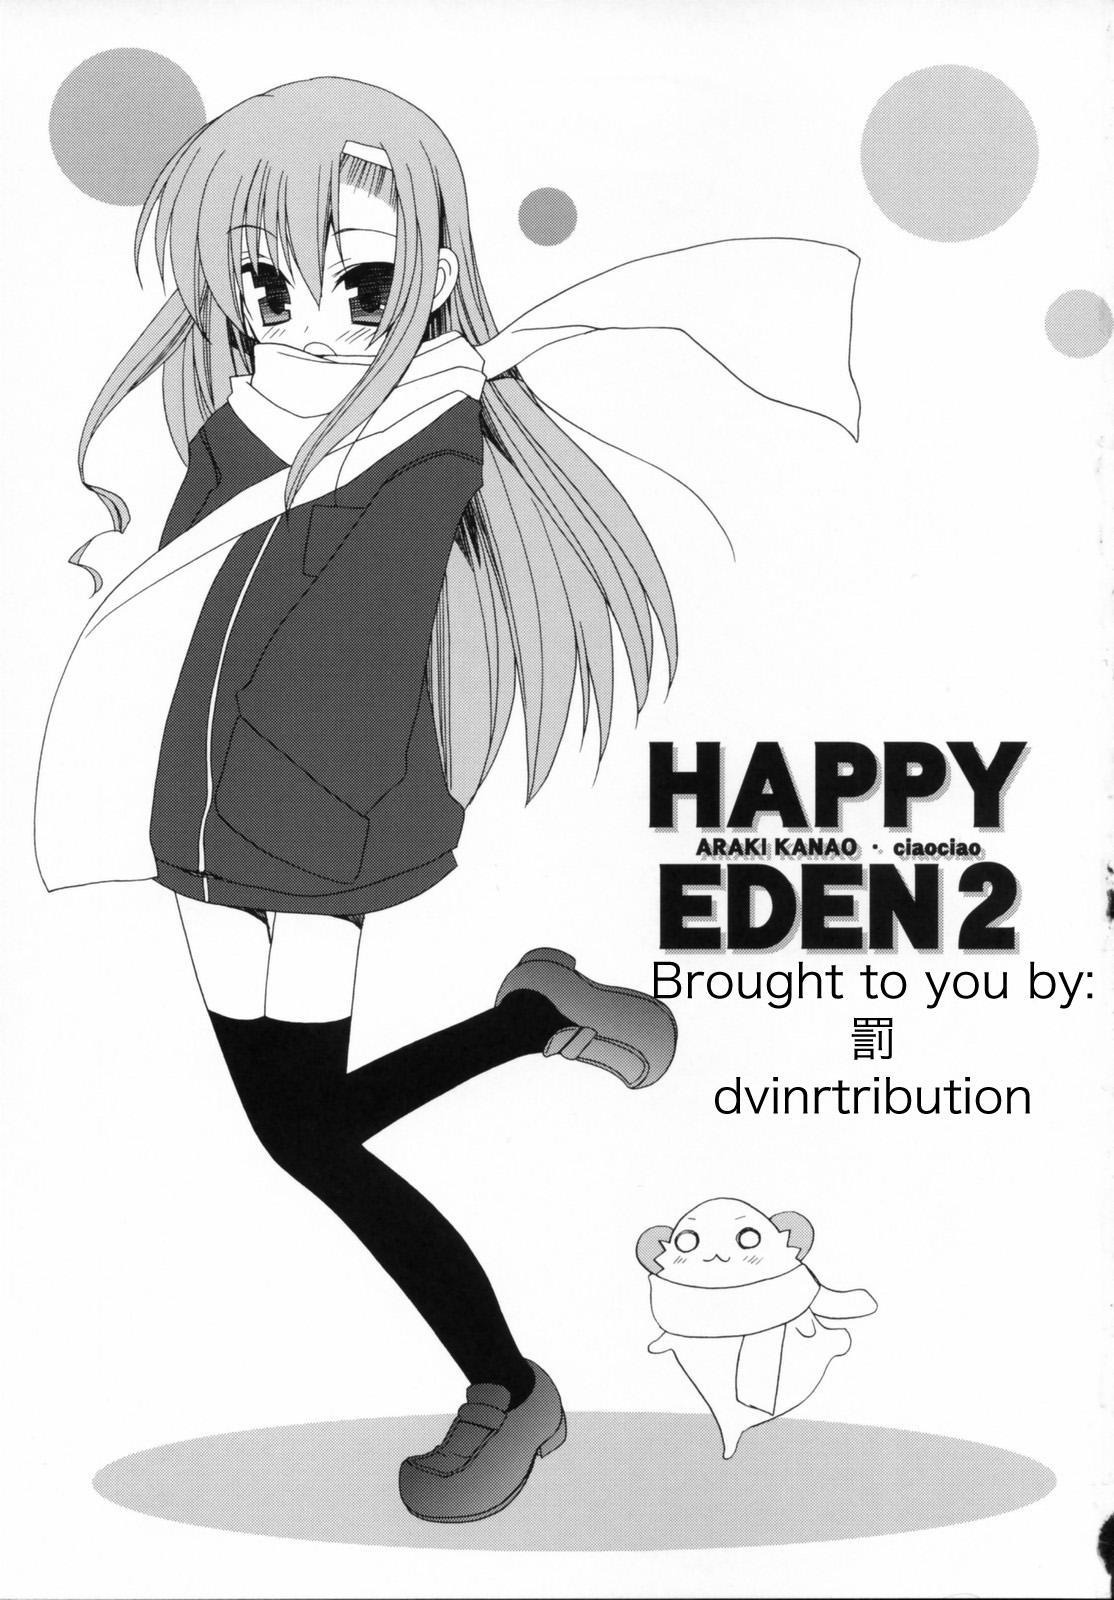 HAPPY
ARAKI KANAO・ciaociao
EDEN 2
Brought to you by:
罰
dvinrtribution